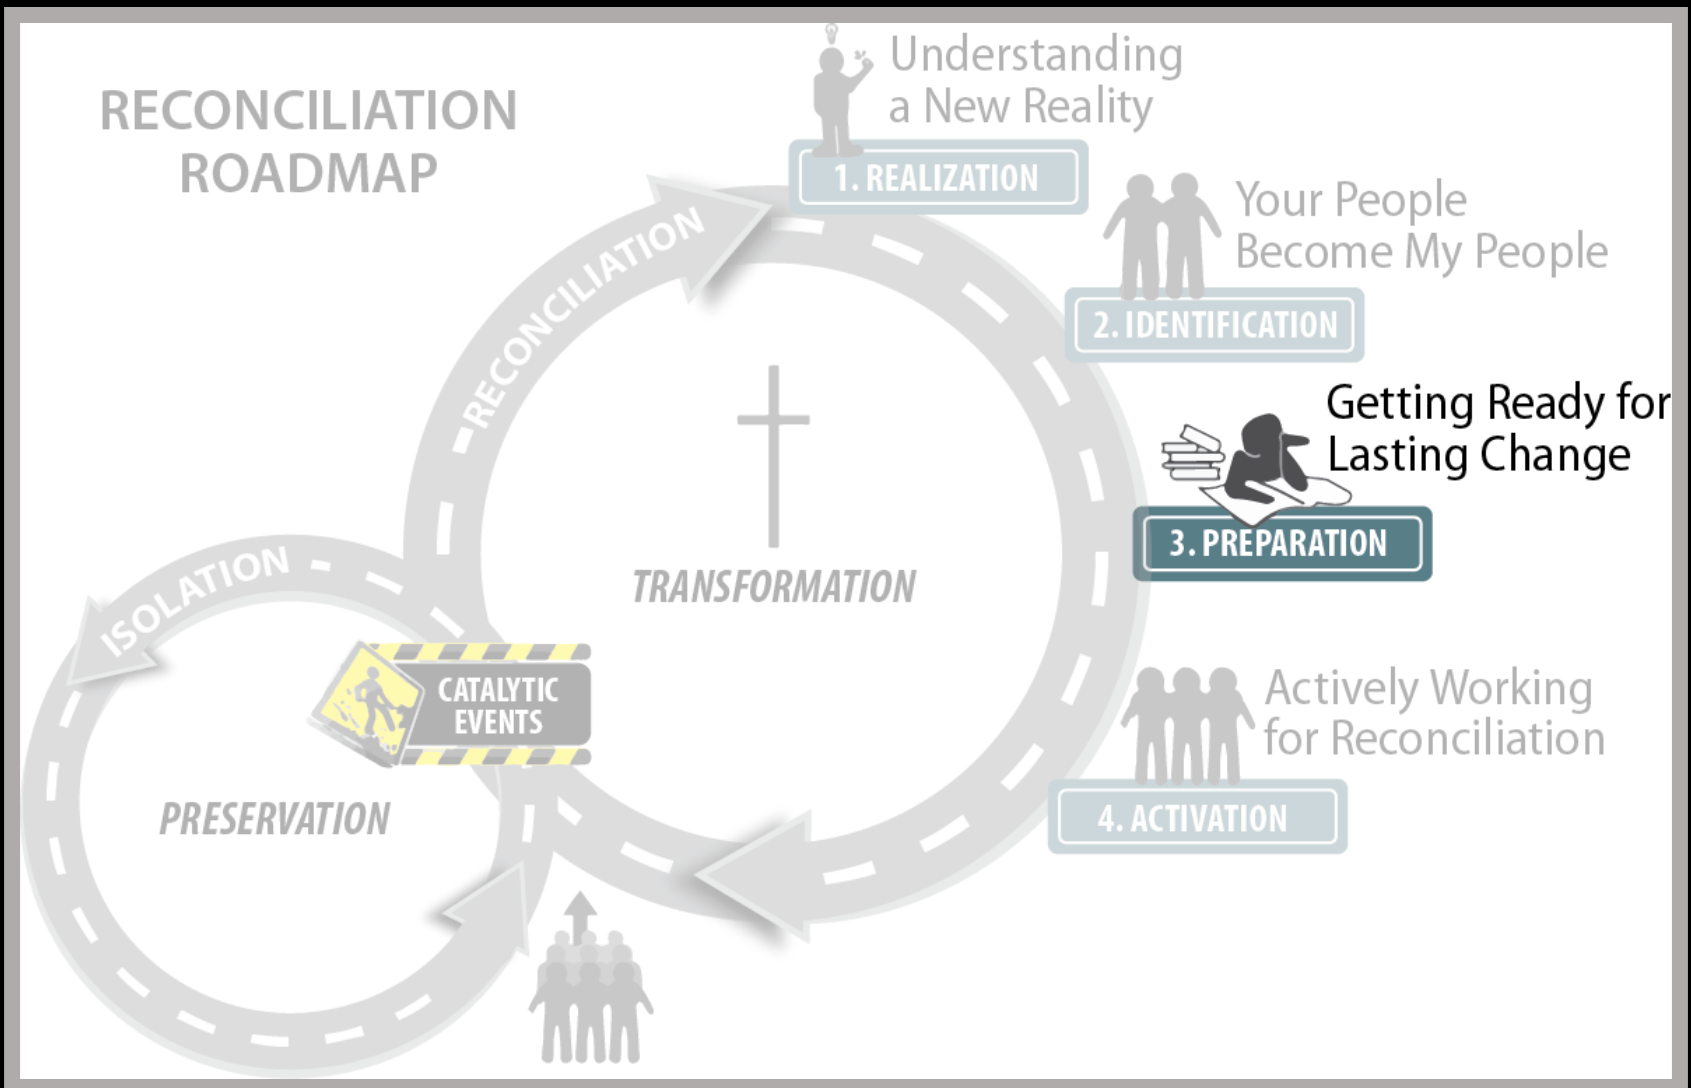 RECONCILIATION
ROADMAP
Understanding
a New Reality
1. REALIZATION
Your People
Become My People
2. IDENTIFICATION
Getting Ready for
Lasting Change
3. PREPARATION
RECONCILIATION
TRANSFORMATION
ISOLATION
CATALYTIC
EVENTS
PRESERVATION
Actively Working
for Reconciliation
4. ACTIVATION